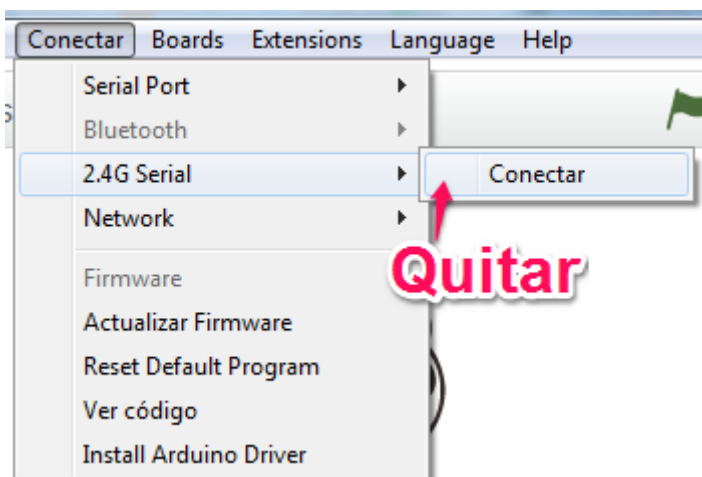 Conectar Boards Extensions Language Help
Serial Port
Bluetooth
2.4G Serial
Conectar
Network
Quitar
Firmware
Actualizar Firmware
Reset Default Program
Ver código
Install Arduino Driver